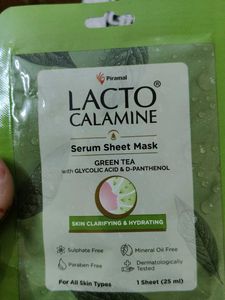 Piramal
LACTO®
CALAMINE
Serum Sheet Mask
GREEN TEA
with GLYCOLIC ACID & D-PANTHENOL
SKIN CLARIFYING & HYDRATING
Sulphate Free
Mineral Oil Free
Paraben Free
Dermatologically
Tested
For All Skin Types
1 Sheet (25 ml)